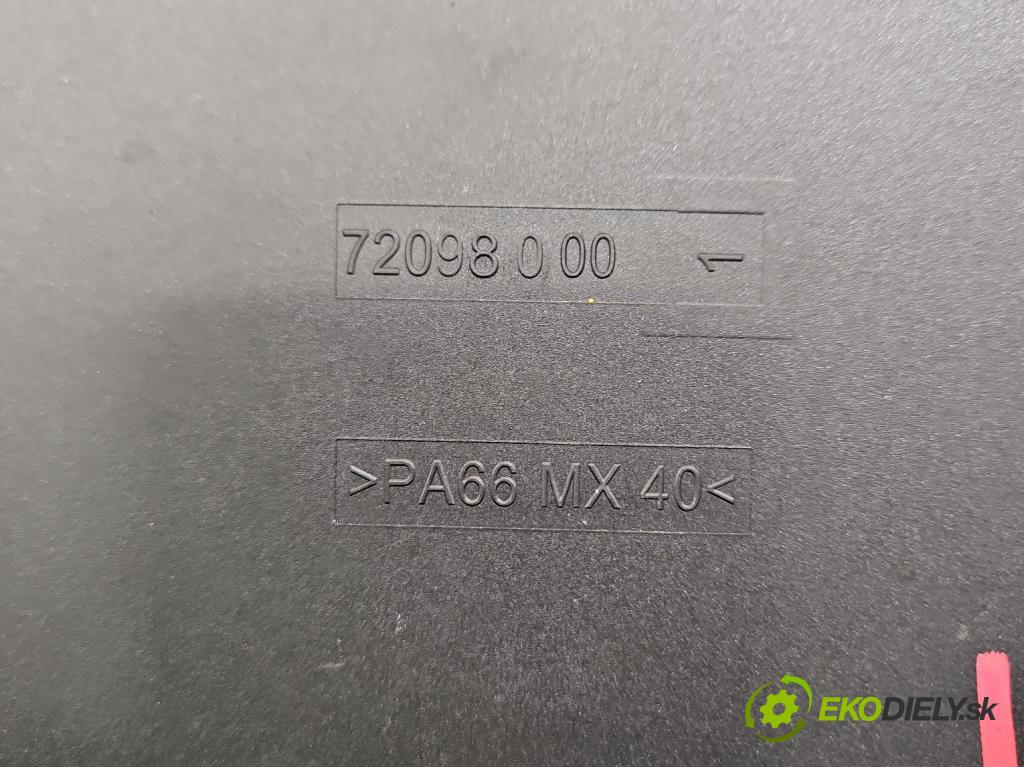 72098 0 00 1
>PA66 MX 40<
EKODIELY.sk